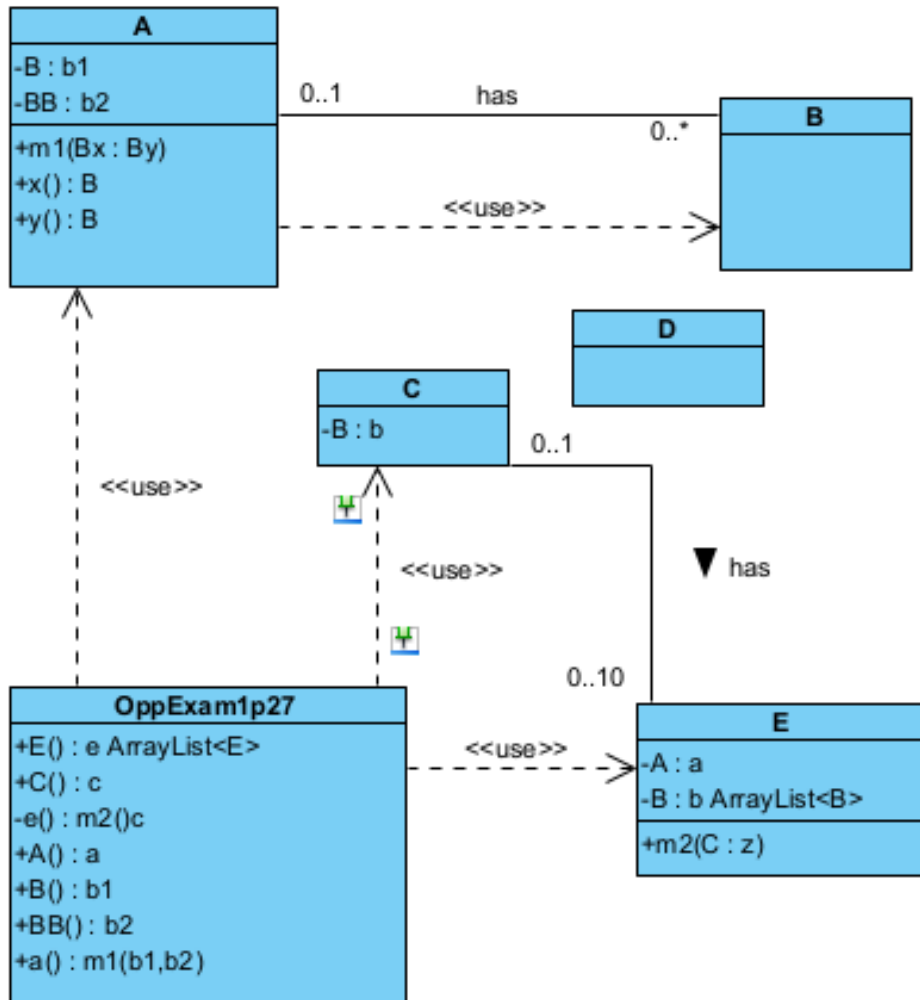 A
-B : b1
-BB : b2
+m1(Bx : By)
+x() : B
+y() : B
0..1
has
0..*
B
<<use>>
D
C
-B : b
0..1
<<use>>
<<use>>
has
0..10
OppExam1p27
+E() : e ArrayList<E>
+C() : c
-e() : m2()c
+A() : a
+B() : b1
+BB() : b2
+a() : m1(b1,b2)
<<use>>
E
-A : a
-B : b ArrayList<B>
+m2(C : z)